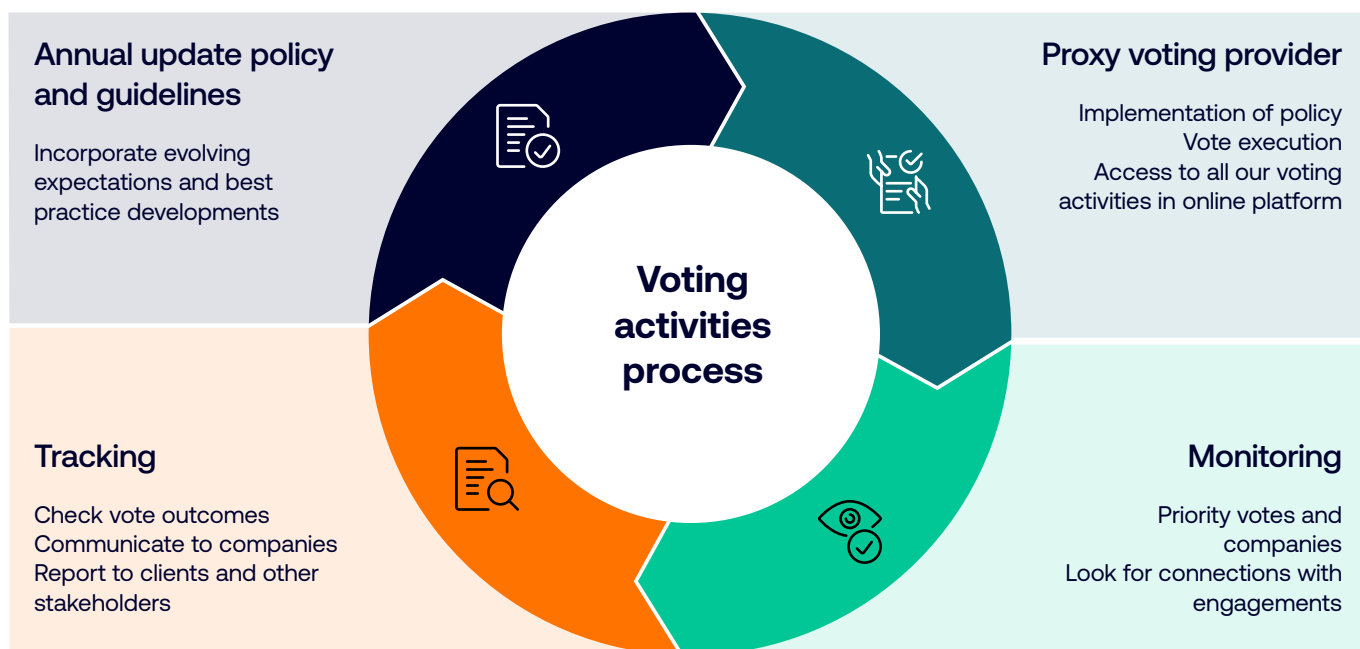 Annual update policy
and guidelines
Incorporate evolving
expectations and best
practice developments
Proxy voting provider
Implementation of policy
Vote execution
Access to all our voting
activities in online platform
Voting
activities
process
Tracking
Check vote outcomes
Communicate to companies
Report to clients and other
stakeholders
Monitoring
Priority votes and
companies
Look for connections with
engagements